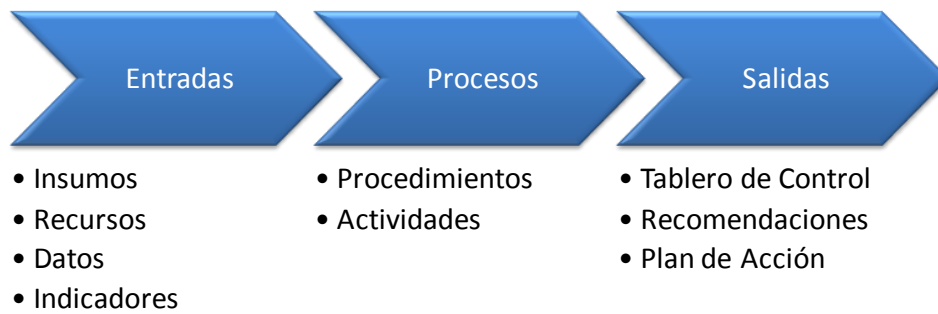 Entradas
Procesos
Salidas
• Insumos
• Recursos
• Datos
• Indicadores
• Procedimientos
• Actividades
• Tablero de Control
• Recomendaciones
• Plan de Acción